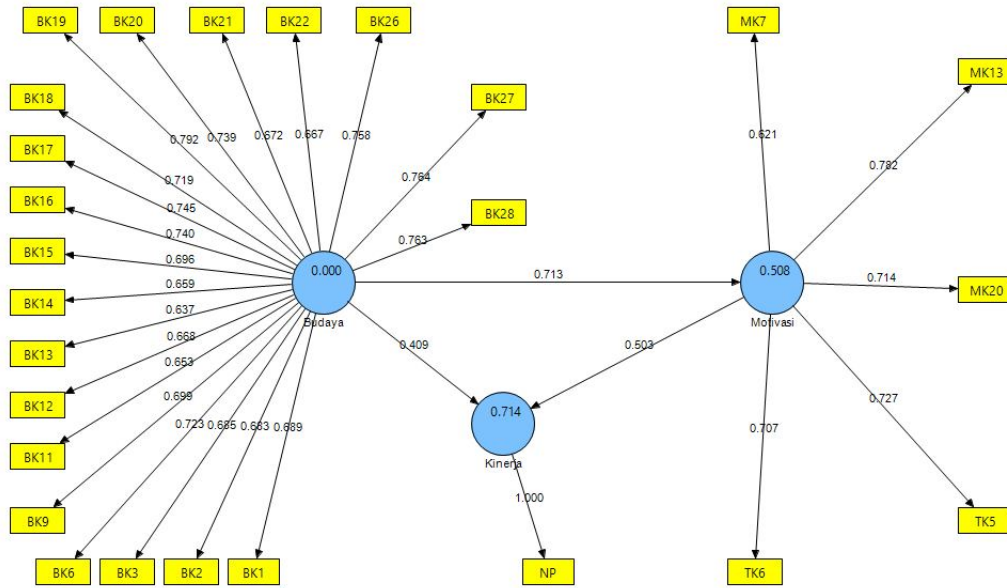 BK19 BK20 BK21 BK22 BK26 MK7
MK13
BK18 BK27
0.621
0.792 0.739 0.672 0.667 0.758 0.782
BK17
0.764
0.719
BK16 BK28
0.745
0.740 0.763
BK15
0.696 0.000 0.713 0.508 0.714 MK20
BK14 0.659
Budaya Motivasi
0.637
BK13 0.668 0.409 0.503
0.653
BK12 0.699 0.714 0.727
0.723 0.685 0.683 0.689 0.707
BK11
Kinerja
1.000
BK9 TK5
BK6 BK3 BK2 BK1 NP TK6